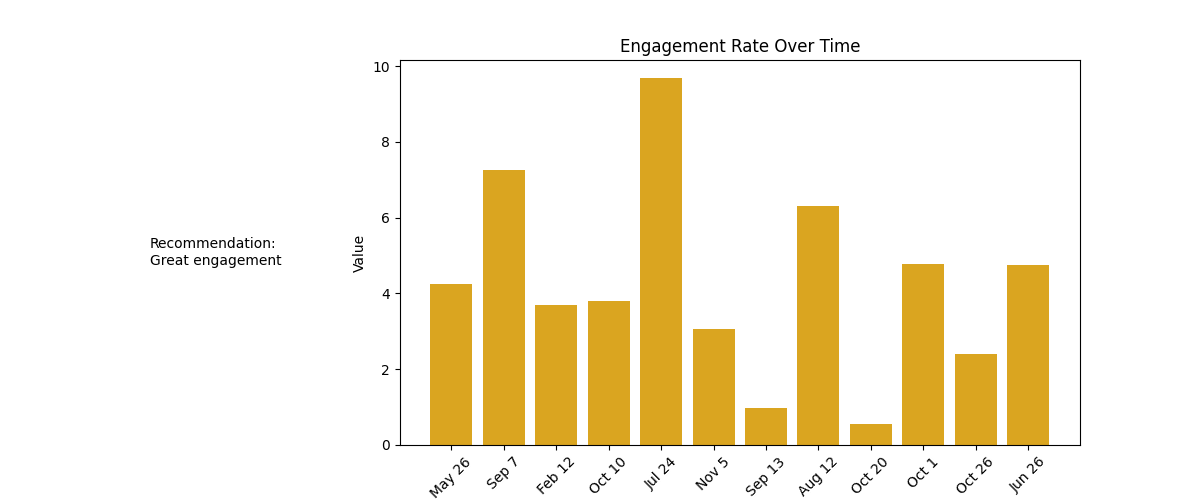 Engagement Rate Over Time
Recommendation:
Great engagement
Value
10
8
6
4
2
0
May 26
Sep 7
Feb 12
Oct 10
Jul 24
Nov 5
Sep 13
Aug 12
Oct 20
Oct 1
Oct 26
Jun 26